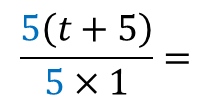 5(t + 5)
5 × 1 =